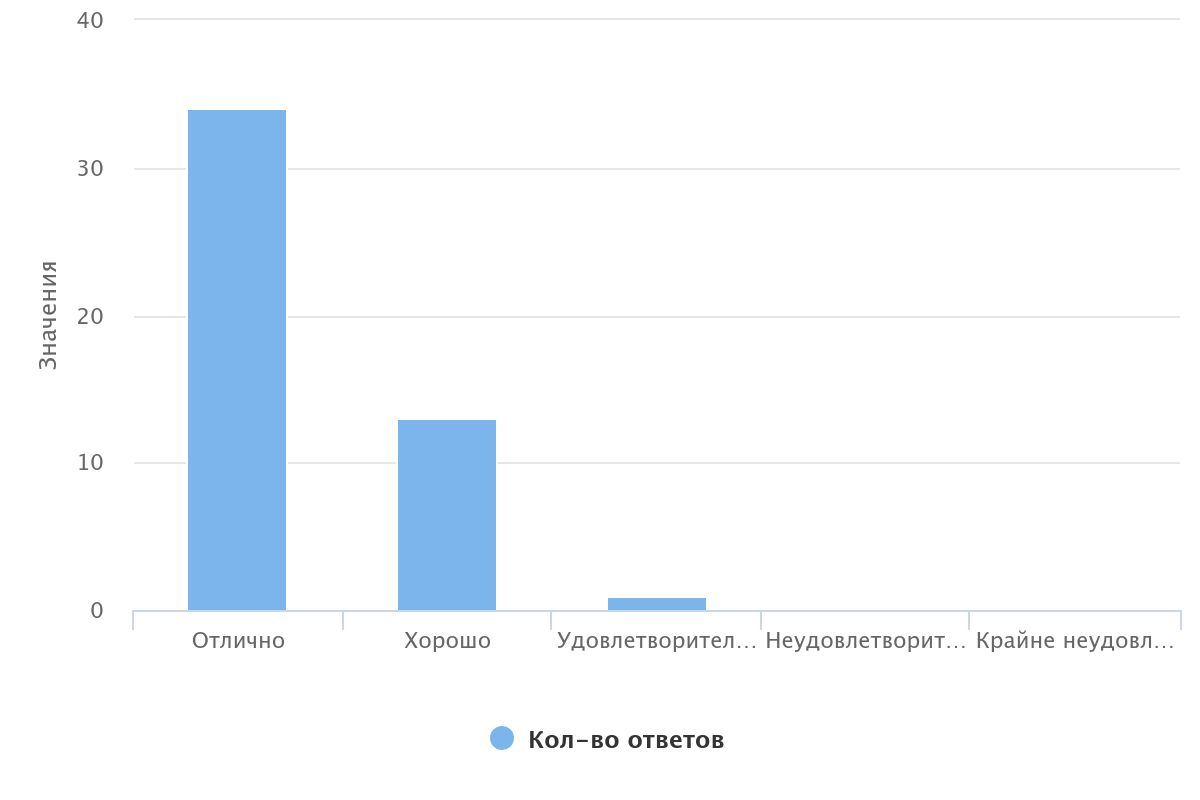 40
30
20
10
0
Значения
Отлично
Хорошо
Удовлетворител…
Неудовлетворит…
Крайне неудовл…
Кол-во ответов